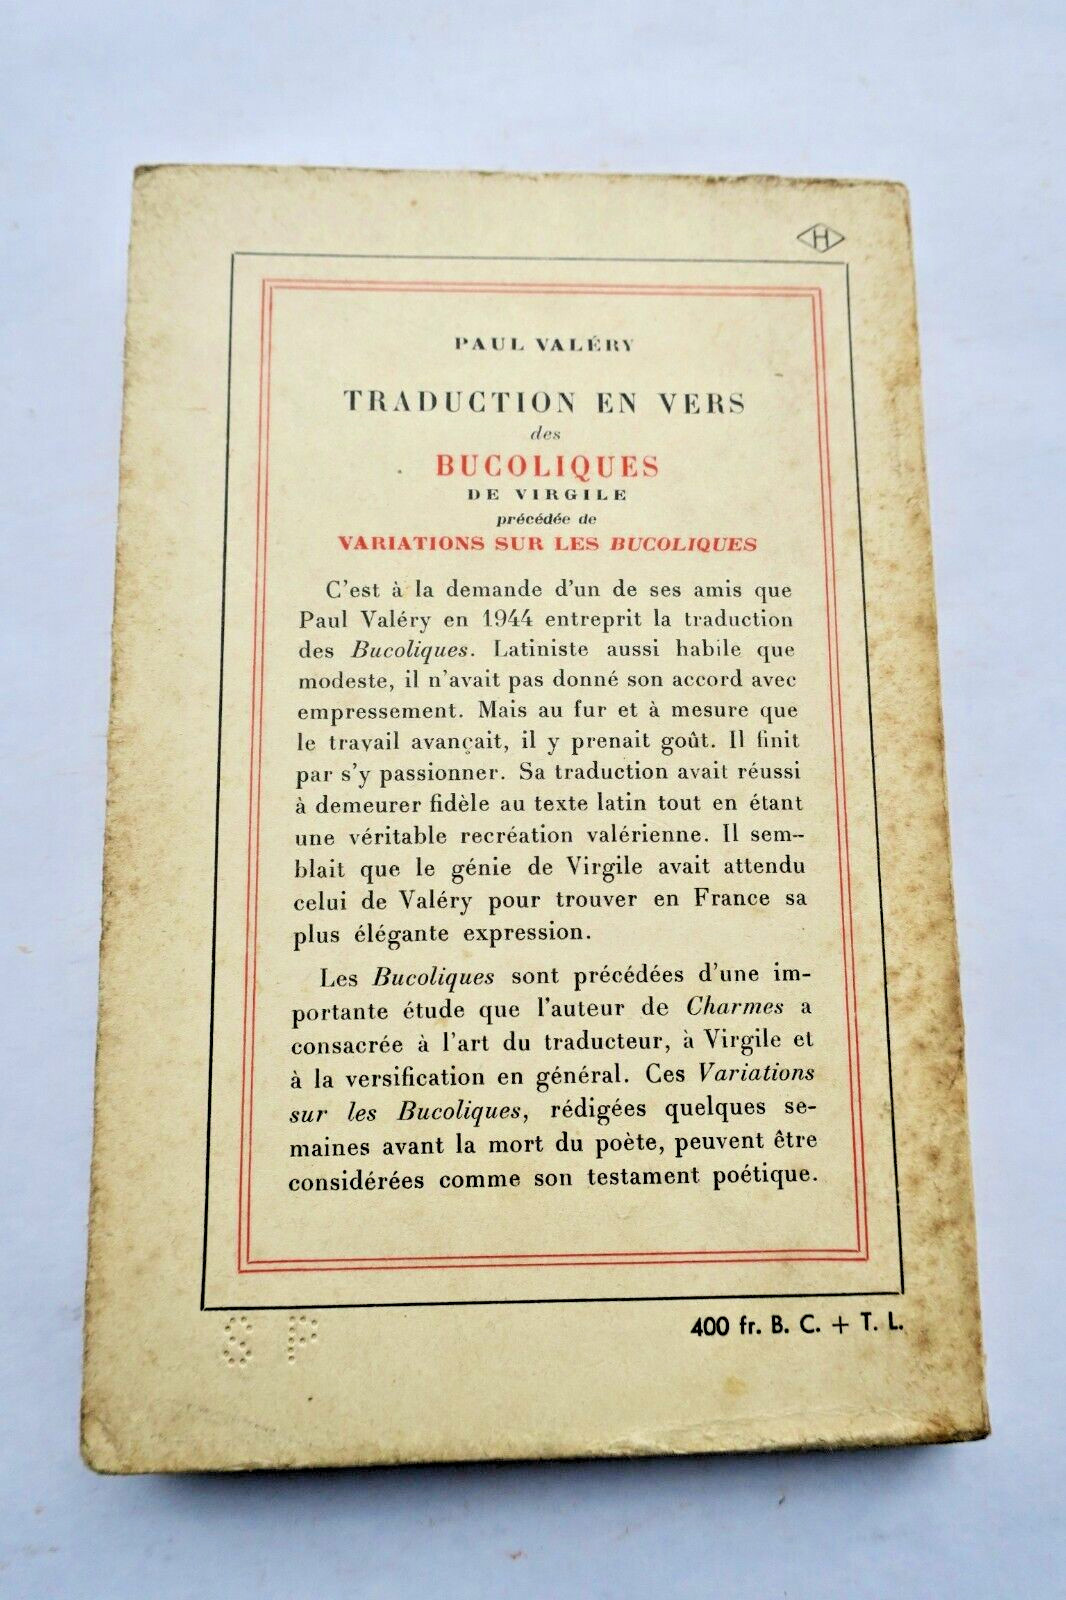 H
PAUL VALÉRY
TRADUCTION EN VERS
des
BUCOLIQUES
DE VIRGILE
précédée de
VARIATIONS SUR LES BUCOLIQUES
C'est à la demande d'un de ses amis que
Paul Valéry en 1944 entreprit la traduction
des Bucoliques. Latiniste aussi habile que
modeste, il n'avait pas donné son accord avec
empressement. Mais au fur et à mesure que
le travail avançait, il y prenait goût. Il finit
par s'y passionner. Sa traduction avait réussi
à demeurer fidèle au texte latin tout en étant
une véritable recréation valérienne. Il sem-
blait que le génie de Virgile avait attendu
celui de Valéry pour trouver en France sa
plus élégante expression.
Les Bucoliques sont précédées d'une im-
portante étude que l'auteur de Charmes a
consacrée à l'art du traducteur, à Virgile et
à la versification en général. Ces Variations
sur les Bucoliques, rédigées quelques se-
maines avant la mort du poète, peuvent être
considérées comme son testament poétique.
400 fr. B. C. + T. L.
S P